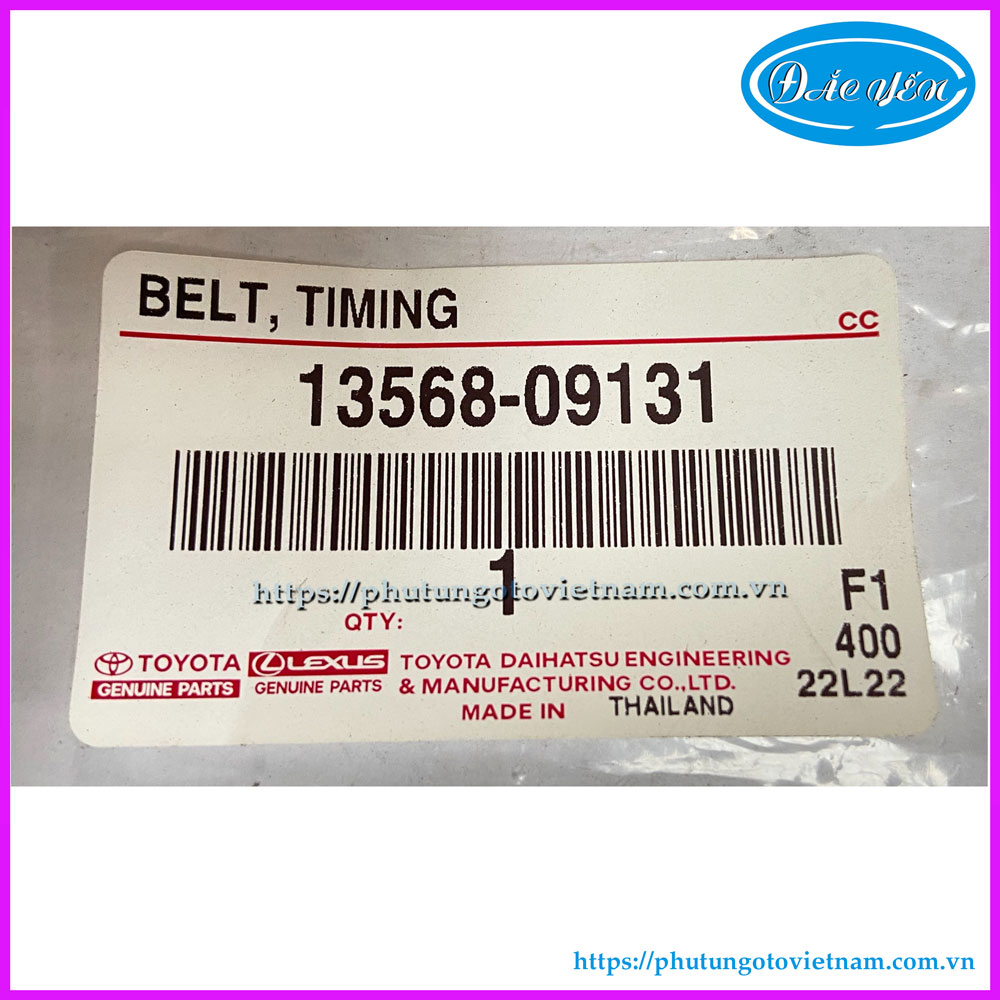 ĐẮC YẾN
BELT, TIMING
CC
13568-09131
1
https://phutungotovietnam.com.vn
QTY:
F1
400
22L22
TOYOTA
GENUINE PARTS
LEXUS
GENUINE PARTS
TOYOTA DAIHATSU ENGINEERING
& MANUFACTURING CO.,LTD.
MADE IN THAILAND
https://phutungotovietnam.com.vn